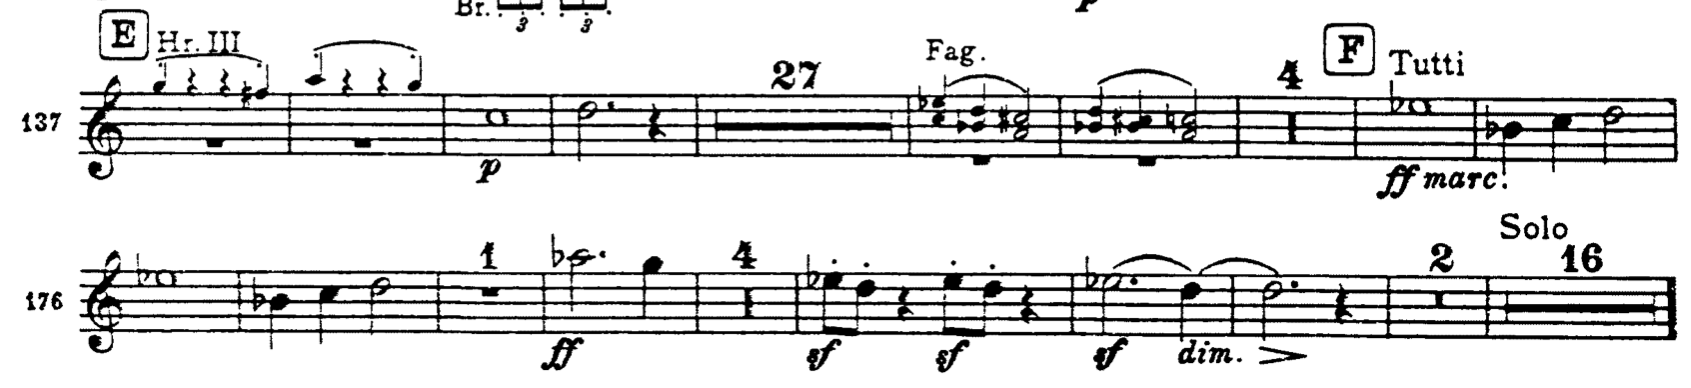 Br. 3 3 p
E Hr. III 27 Fag. 4 F Tutti
137
p ff marc.
Solo
1 4 2 16
176
ff sf sf sf dim.